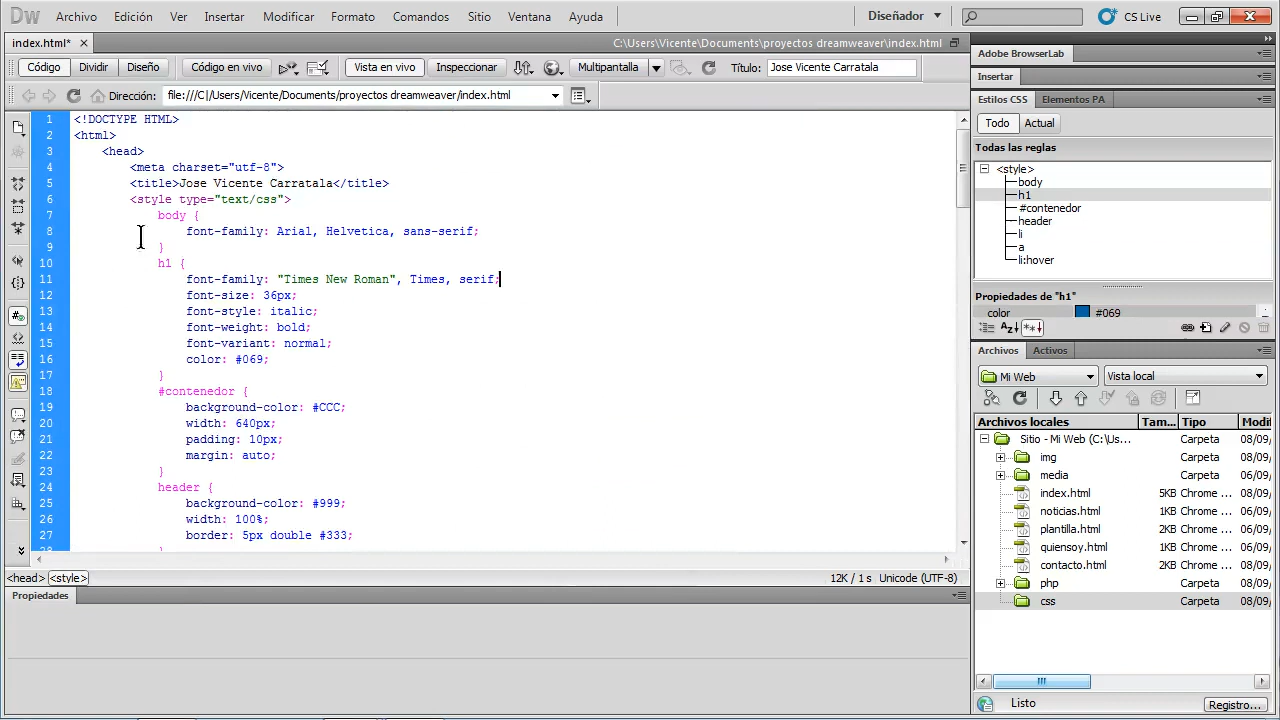 Dw Archivo Edición Ver Insertar Modificar Formato Comandos Sitio Ventana Ayuda Diseñador CS Live
index.html* C:\Users\Vicente\Documents\proyectos dreamweaver\index.html
Código Dividir Diseño Código en vivo Vista en vivo Inspeccionar Multipantalla Título: Jose Vicente Carratala
Dirección: file:///C|/Users/Vicente/Documents/proyectos dreamweaver/index.html
1 <!DOCTYPE HTML>
2 <html>
3 <head>
4 <meta charset="utf-8">
5 <title>Jose Vicente Carratala</title>
6 <style type="text/css">
7 body {
8 font-family: Arial, Helvetica, sans-serif;
9 }
10 h1 {
11 font-family: "Times New Roman", Times, serif;
12 font-size: 36px;
13 font-style: italic;
14 font-weight: bold;
15 font-variant: normal;
16 color: #069;
17 }
18 #contenedor {
19 background-color: #CCC;
20 width: 640px;
21 padding: 10px;
22 margin: auto;
23 }
24 header {
25 background-color: #999;
26 width: 100%;
27 border: 5px double #333;
28 }
<head> <style> 12K / 1 s Unicode (UTF-8)
Propiedades
Adobe BrowserLab
Insertar
Estilos CSS Elementos PA
Todo Actual
Todas las reglas
<style>
body
h1
#contenedor
header
li
a
li:hover
Propiedades de "h1"
color #069
Archivos Activos
Mi Web Vista local
Archivos locales Tam... Tipo Modif
Sitio - Mi Web (C:\Us... Carpeta 08/09/
img Carpeta 08/09/
media Carpeta 06/09/
index.html 5KB Chrome ... 08/09/
noticias.html 1KB Chrome ... 06/09/
plantilla.html 2KB Chrome ... 06/09/
quiensoy.html 1KB Chrome ... 06/09/
contacto.html 2KB Chrome ... 06/09/
php Carpeta 08/09/
css Carpeta 08/09/
Listo Registro...